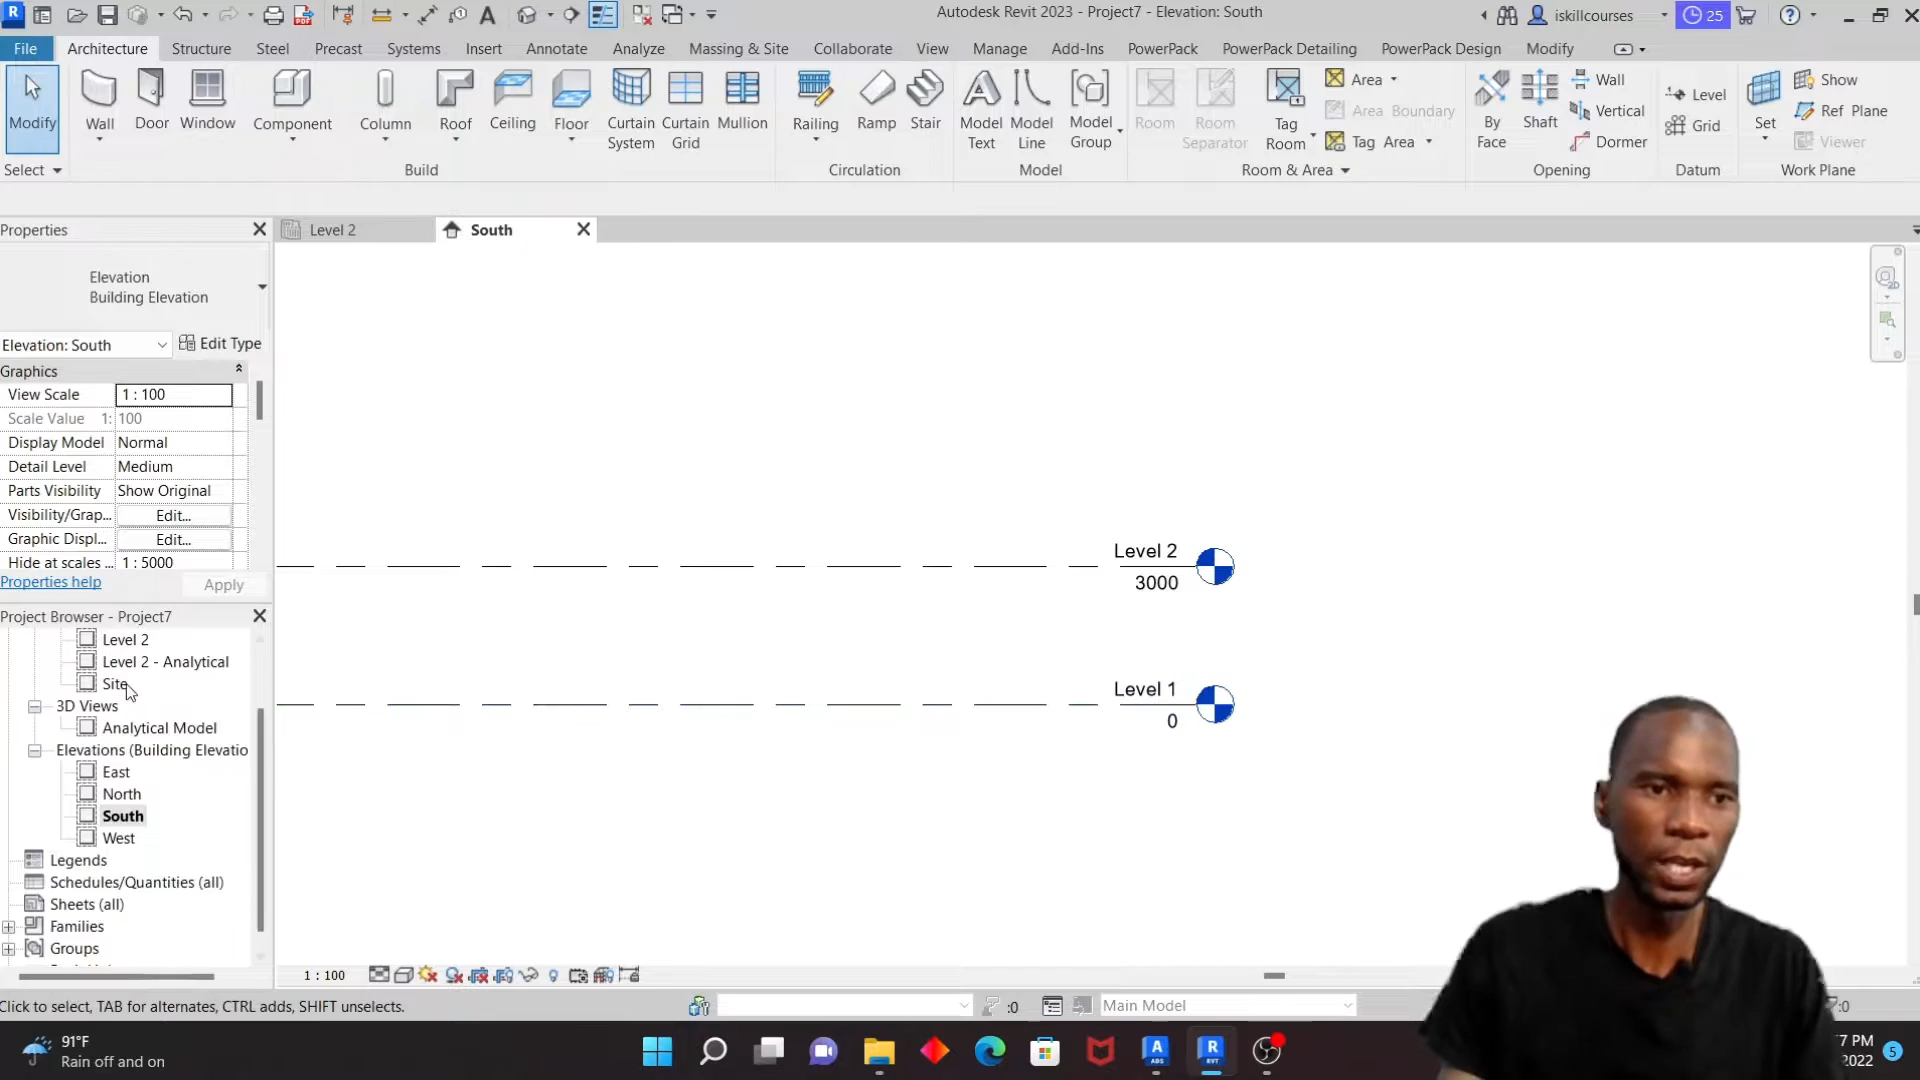 R
A
Autodesk Revit 2023 - Project7 - Elevation: South
iskillcourses
25
File Architecture Structure Steel Precast Systems Insert Annotate Analyze Massing & Site Collaborate View Manage Add-Ins PowerPack PowerPack Detailing PowerPack Design Modify
Modify
Wall
Door
Window
Component
Column
Roof
Ceiling
Floor
Curtain System
Curtain Grid
Mullion
Railing
Ramp
Stair
Model Text
Model Line
Model Group
Room
Room Separator
Tag Room
Area
Area Boundary
Tag Area
By Face
Shaft
Wall
Vertical
Dormer
Level
Grid
Set
Show
Ref Plane
Viewer
Select Build Circulation Model Room & Area Opening Datum Work Plane
Properties
Level 2
South
Elevation
Building Elevation
Elevation: South
Edit Type
Graphics
View Scale 1 : 100
Scale Value 1: 100
Display Model Normal
Detail Level Medium
Parts Visibility Show Original
Visibility/Grap... Edit...
Graphic Displ... Edit...
Hide at scales ... 1 : 5000
Properties help
Apply
Project Browser - Project7
Level 2
Level 2 - Analytical
Site
3D Views
Analytical Model
Elevations (Building Elevatio
East
North
South
West
Legends
Schedules/Quantities (all)
Sheets (all)
Families
Groups
Level 2
3000
Level 1
0
2D
1 : 100
Click to select, TAB for alternates, CTRL adds, SHIFT unselects.
:0
Main Model
:0
91°F
Rain off and on
A
ADS
R
RVT
7 PM
2022
5